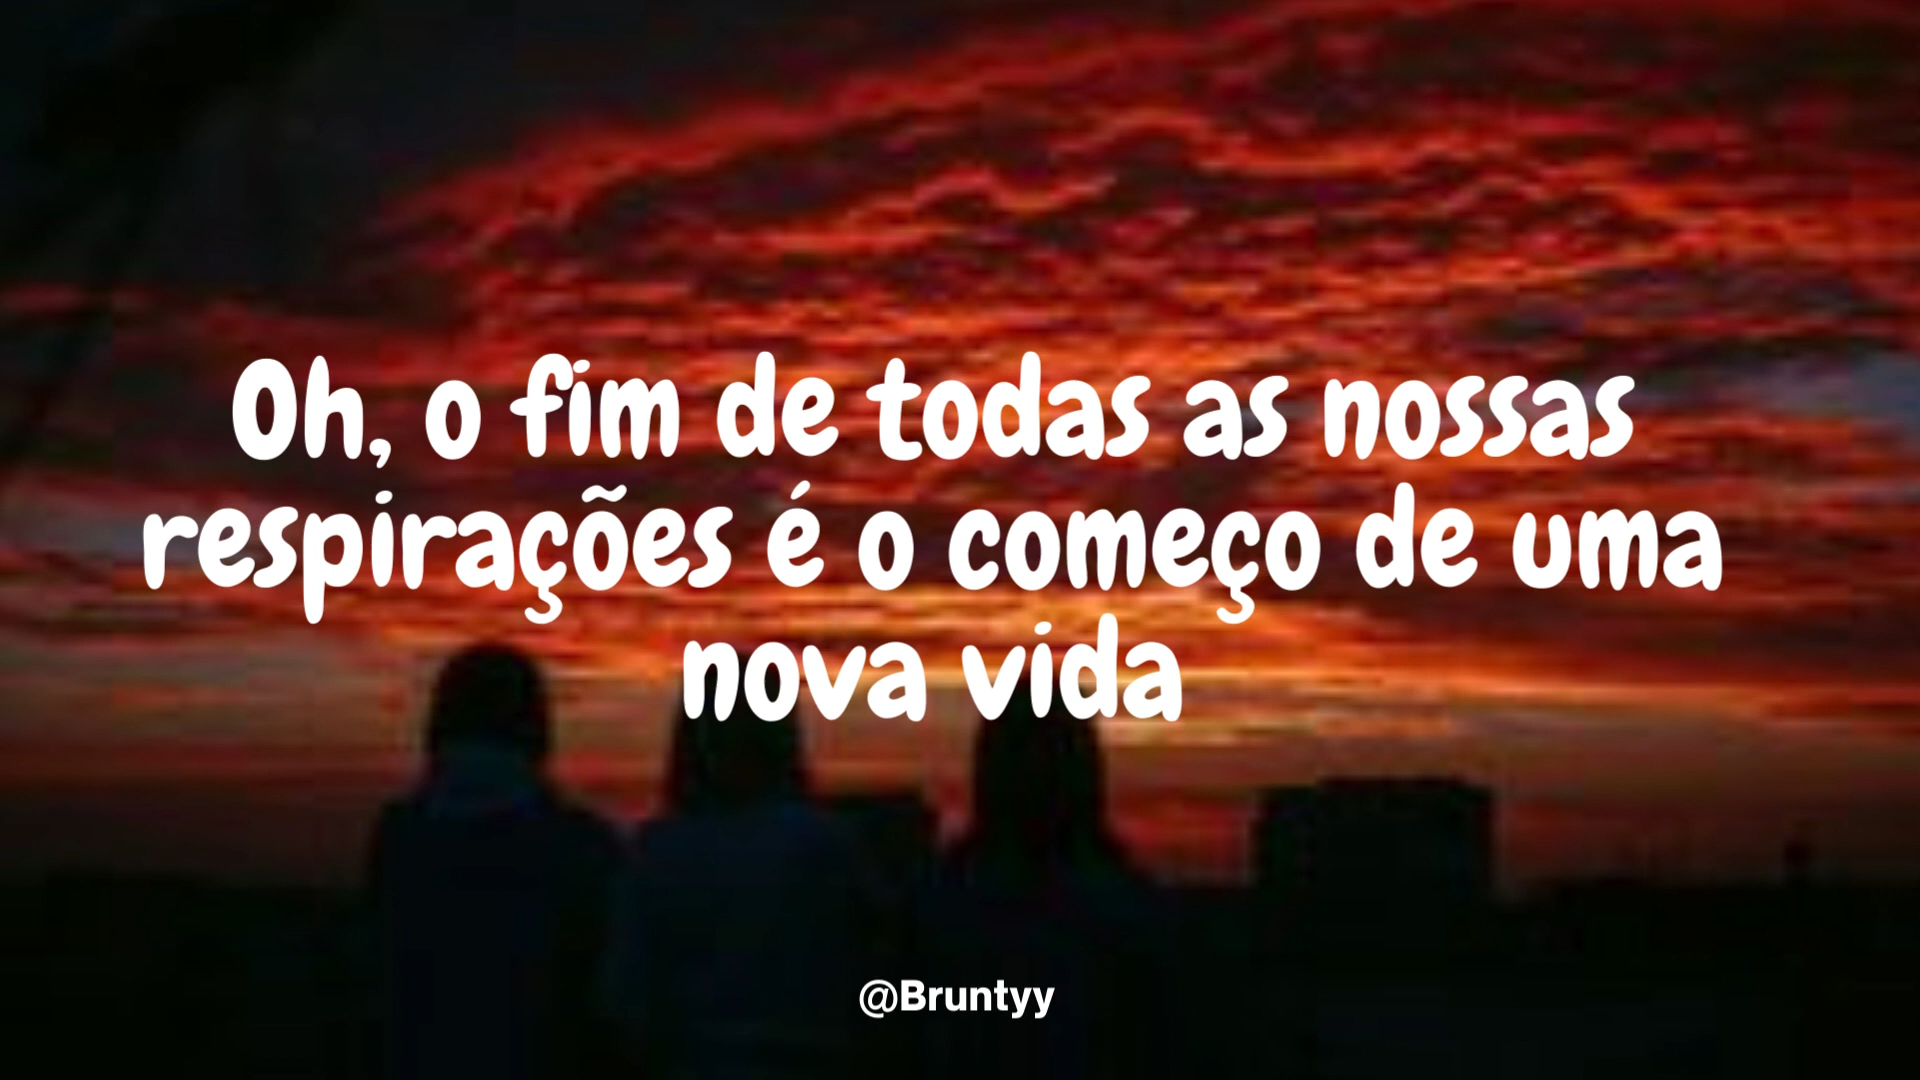 Oh, o fim de todas as nossas
respirações é o começo de uma
nova vida
@Bruntyy